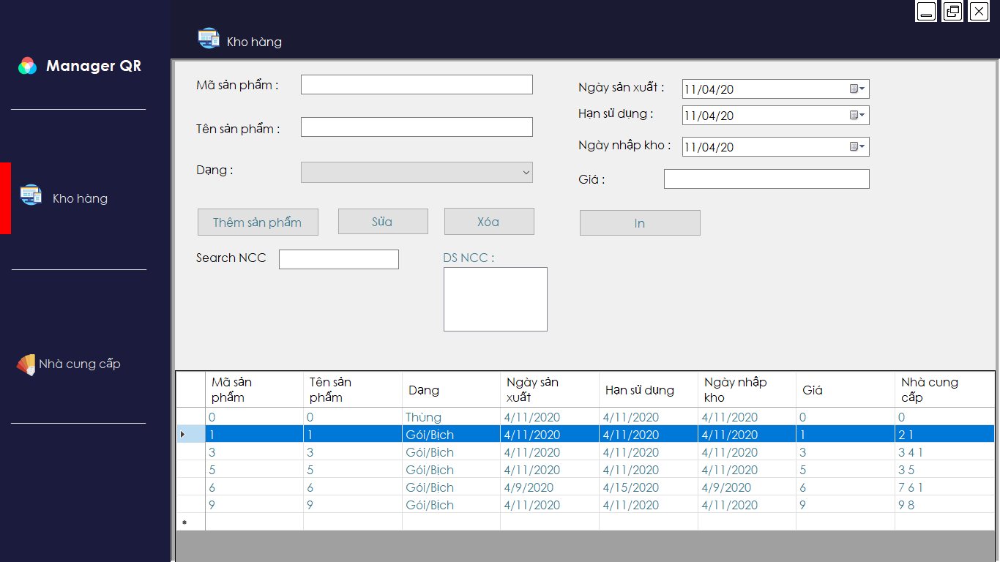 Kho hàng
Manager QR
Kho hàng
Nhà cung cấp
Mã sản phẩm :
Ngày sản xuất :
11/04/20
Hạn sử dụng :
11/04/20
Tên sản phẩm :
Ngày nhập kho :
11/04/20
Dạng :
Giá :
Thêm sản phẩm
Sửa
Xóa
In
Search NCC
DS NCC :
Mã sản phẩm Tên sản phẩm Dạng Ngày sản xuất Hạn sử dụng Ngày nhập kho Giá Nhà cung cấp
0 0 Thùng 4/11/2020 4/11/2020 4/11/2020 0 0
1 1 Gói/Bịch 4/11/2020 4/11/2020 4/11/2020 1 2 1
3 3 Gói/Bịch 4/11/2020 4/11/2020 4/11/2020 3 3 4 1
5 5 Gói/Bịch 4/11/2020 4/11/2020 4/11/2020 5 3 5
6 6 Gói/Bịch 4/9/2020 4/15/2020 4/9/2020 6 7 6 1
9 9 Gói/Bịch 4/11/2020 4/11/2020 4/11/2020 9 9 8